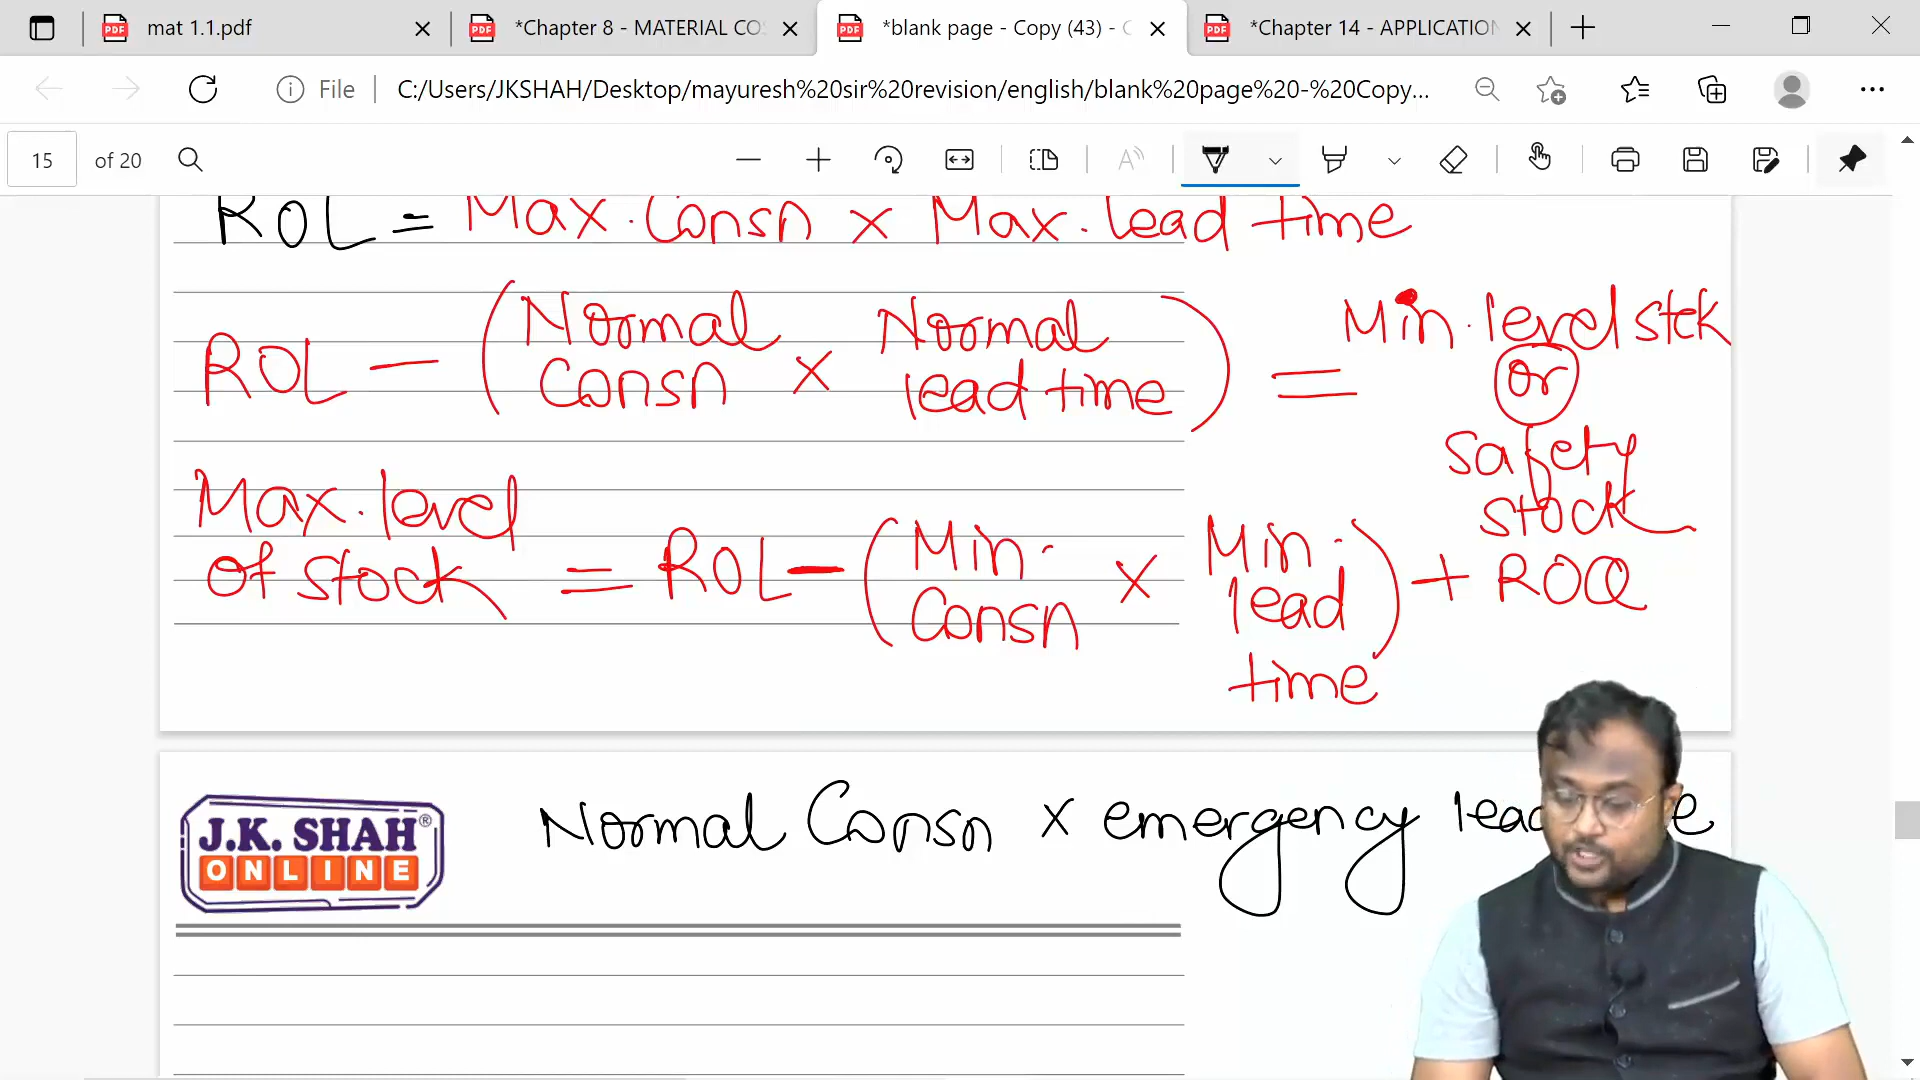 mat 1.1.pdf
*Chapter 8 - MATERIAL COS
*blank page - Copy (43) - C
*Chapter 14 - APPLICATION
File
C:/Users/JKSHAH/Desktop/mayuresh%20sir%20revision/english/blank%20page%20-%20Copy...
15 of 20
ROL = Max. Consn x Max. lead time
ROL - (Normal Consn x Normal lead time) = Min. level stck
or
safety stock
Max. level of stock = ROL - (Min. Consn x Min. lead time) + ROQ
J.K. SHAH®
ONLINE
Normal Consn x emergency